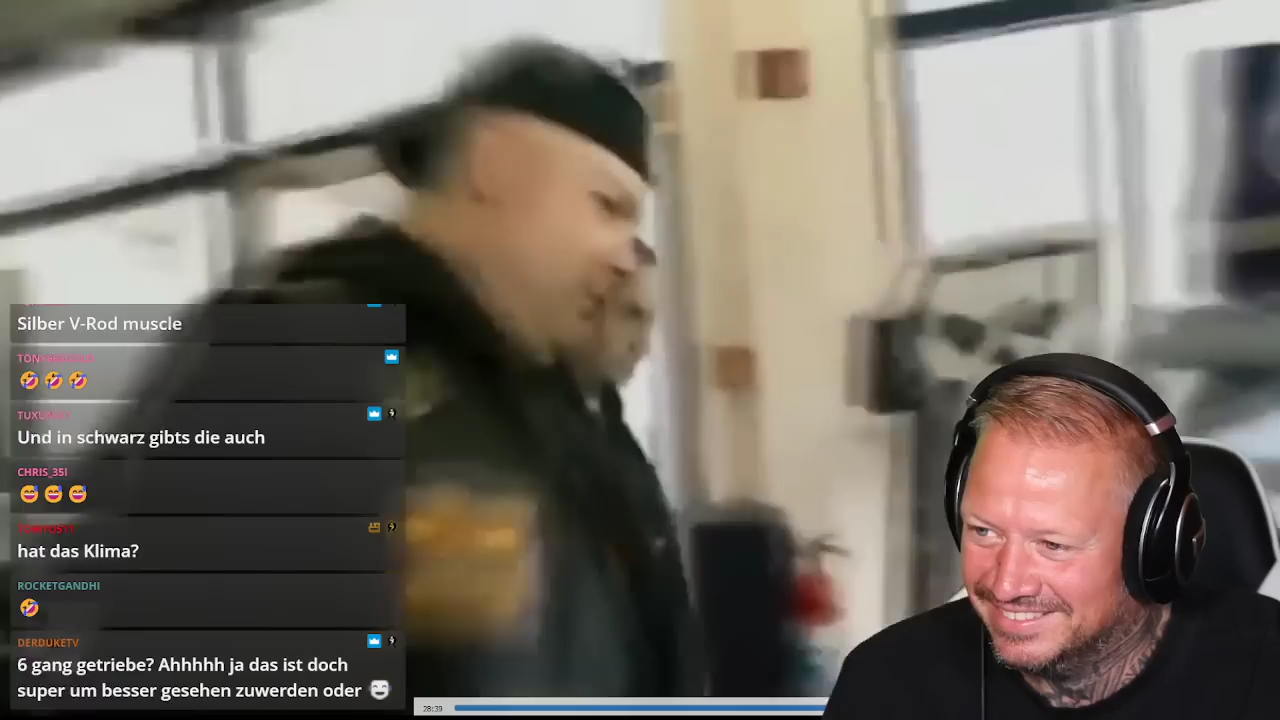 Silber V-Rod muscle
🤣 🤣 🤣
Und in schwarz gibts die auch
CHRIS_35I
😅 😅 😅
hat das Klima?
ROCKETGANDHI
🤣
DERDUKETV
6 gang getriebe? Ahhhhh ja das ist doch
super um besser gesehen zuwerden oder
28:39